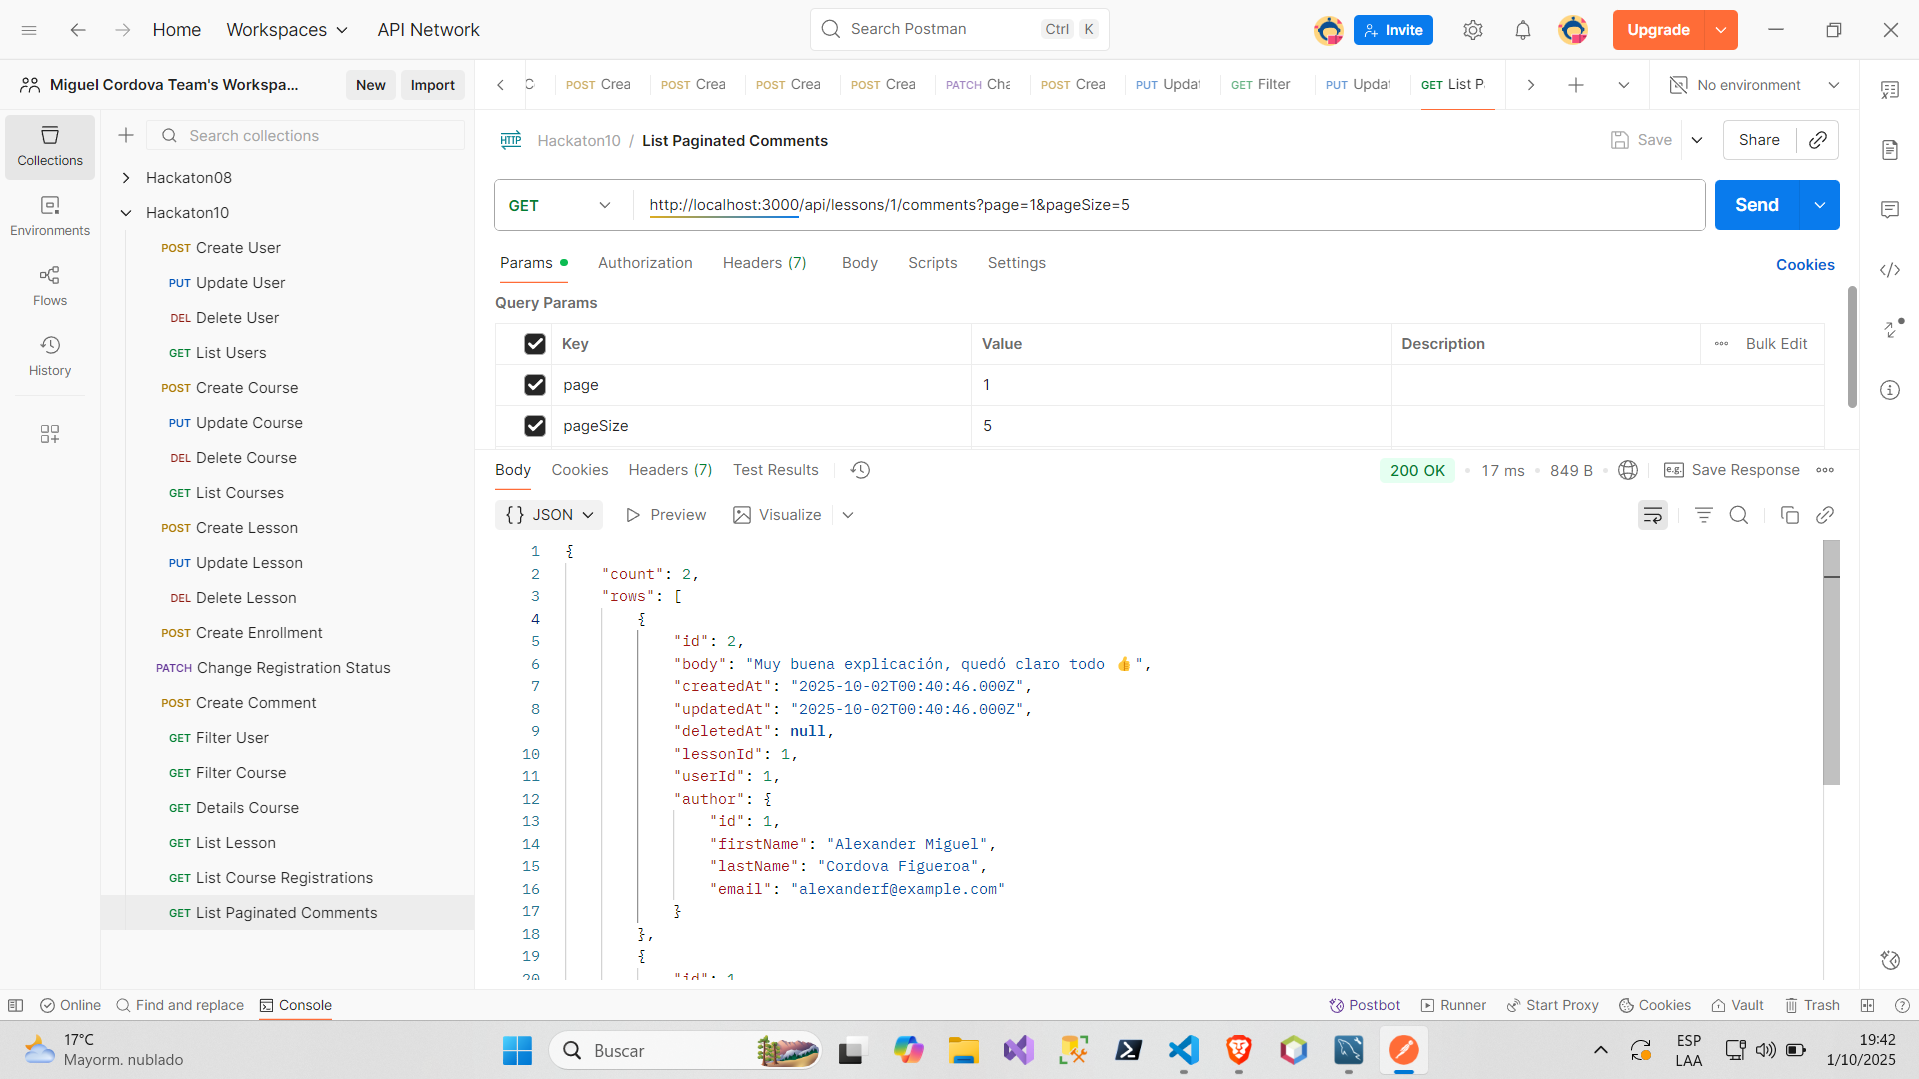 Home
Workspaces
API Network
Search Postman
Ctrl K
Invite
Upgrade
Miguel Cordova Team's Workspa...
New
Import
POST Crea
POST Crea
POST Crea
POST Crea
PATCH Cha
POST Crea
PUT Updat
GET Filter
PUT Updat
GET List P
No environment
Collections
Environments
Flows
History
Search collections
Hackaton08
Hackaton10
POST Create User
PUT Update User
DEL Delete User
GET List Users
POST Create Course
PUT Update Course
DEL Delete Course
GET List Courses
POST Create Lesson
PUT Update Lesson
DEL Delete Lesson
POST Create Enrollment
PATCH Change Registration Status
POST Create Comment
GET Filter User
GET Filter Course
GET Details Course
GET List Lesson
GET List Course Registrations
GET List Paginated Comments
HTTP Hackaton10 / List Paginated Comments
Save
Share
GET
http://localhost:3000/api/lessons/1/comments?page=1&pageSize=5
Send
Params
Authorization
Headers (7)
Body
Scripts
Settings
Cookies
Query Params
Key
Value
Description
Bulk Edit
page
1
pageSize
5
Body
Cookies
Headers (7)
Test Results
200 OK
17 ms
849 B
e.g. Save Response
{} JSON
Preview
Visualize
1 {
2 "count": 2,
3 "rows": [
4 {
5 "id": 2,
6 "body": "Muy buena explicación, quedó claro todo 👍",
7 "createdAt": "2025-10-02T00:40:46.000Z",
8 "updatedAt": "2025-10-02T00:40:46.000Z",
9 "deletedAt": null,
10 "lessonId": 1,
11 "userId": 1,
12 "author": {
13 "id": 1,
14 "firstName": "Alexander Miguel",
15 "lastName": "Cordova Figueroa",
16 "email": "alexanderf@example.com"
17 }
18 },
19 {
20 "id": 1
Online
Find and replace
Console
Postbot
Runner
Start Proxy
Cookies
Vault
Trash
17°C
Mayorm. nublado
Buscar
ESP
LAA
19:42
1/10/2025